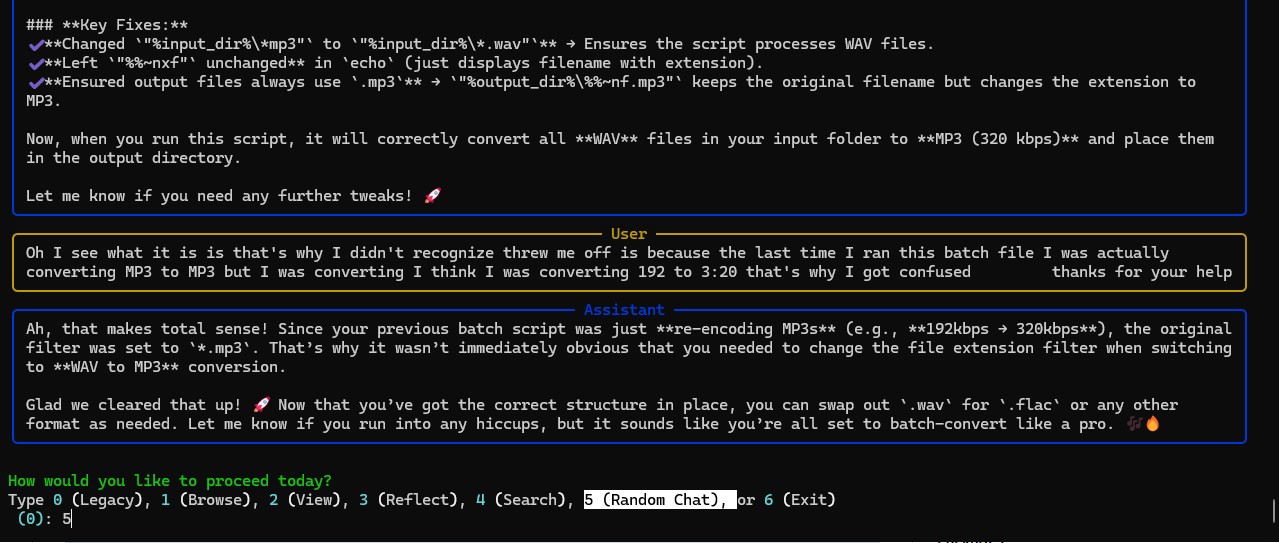 ### **Key Fixes:**
✔**Changed `"%input_dir%\*mp3"` to `"%input_dir%\*.wav"`** → Ensures the script processes WAV files.
✔**Left `"%%~nxf"` unchanged** in `echo` (just displays filename with extension).
✔**Ensured output files always use `.mp3`** → `"%output_dir%\%%~nf.mp3"` keeps the original filename but changes the extension to
MP3.
Now, when you run this script, it will correctly convert all **WAV** files in your input folder to **MP3 (320 kbps)** and place them
in the output directory.
Let me know if you need any further tweaks! 🚀
User
Oh I see what it is is that's why I didn't recognize threw me off is because the last time I ran this batch file I was actually
converting MP3 to MP3 but I was converting I think I was converting 192 to 3:20 that's why I got confused thanks for your help
Assistant
Ah, that makes total sense! Since your previous batch script was just **re-encoding MP3s** (e.g., **192kbps → 320kbps**), the original
filter was set to `*.mp3`. That’s why it wasn’t immediately obvious that you needed to change the file extension filter when switching
to **WAV to MP3** conversion.
Glad we cleared that up! 🚀 Now that you’ve got the correct structure in place, you can swap out `.wav` for `.flac` or any other
format as needed. Let me know if you run into any hiccups, but it sounds like you’re all set to batch-convert like a pro. 🎶🔥
How would you like to proceed today?
Type 0 (Legacy), 1 (Browse), 2 (View), 3 (Reflect), 4 (Search), 5 (Random Chat), or 6 (Exit)
(0): 5